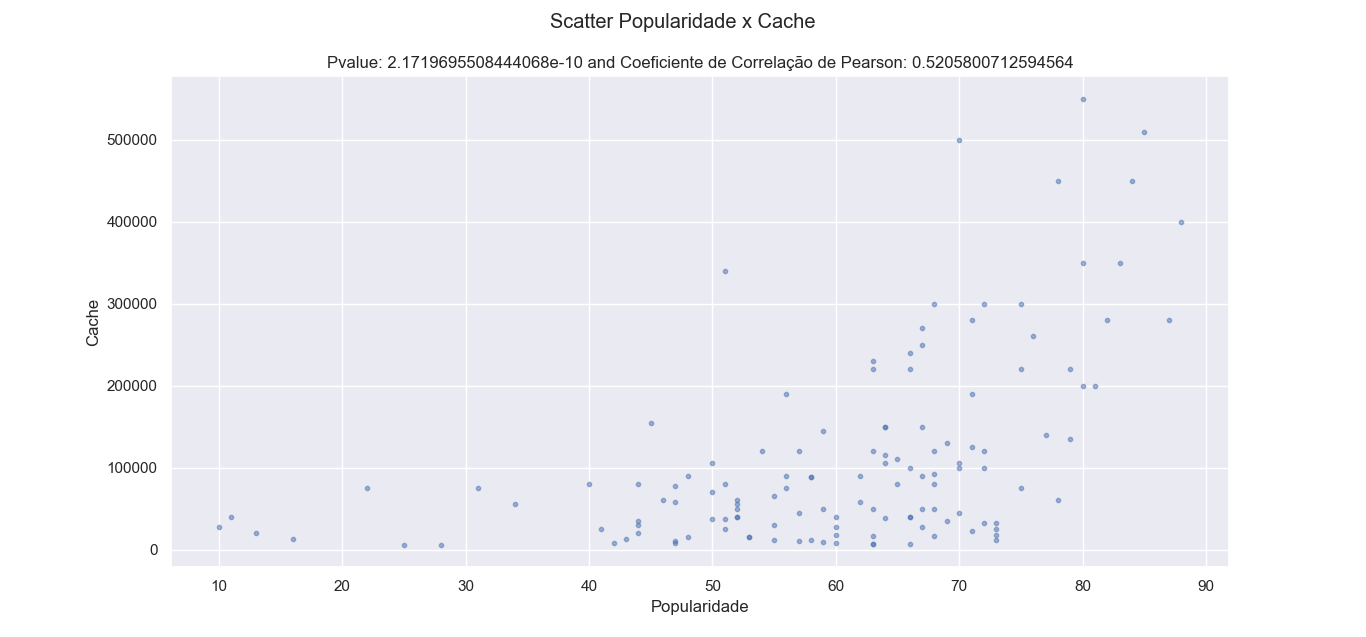 Scatter Popularidade x Cache
Pvalue: 2.1719695508444068e-10 and Coeficiente de Correlação de Pearson: 0.5205800712594564
500000
400000
300000
200000
100000
0
Cache
10 20 30 40 50 60 70 80 90
Popularidade